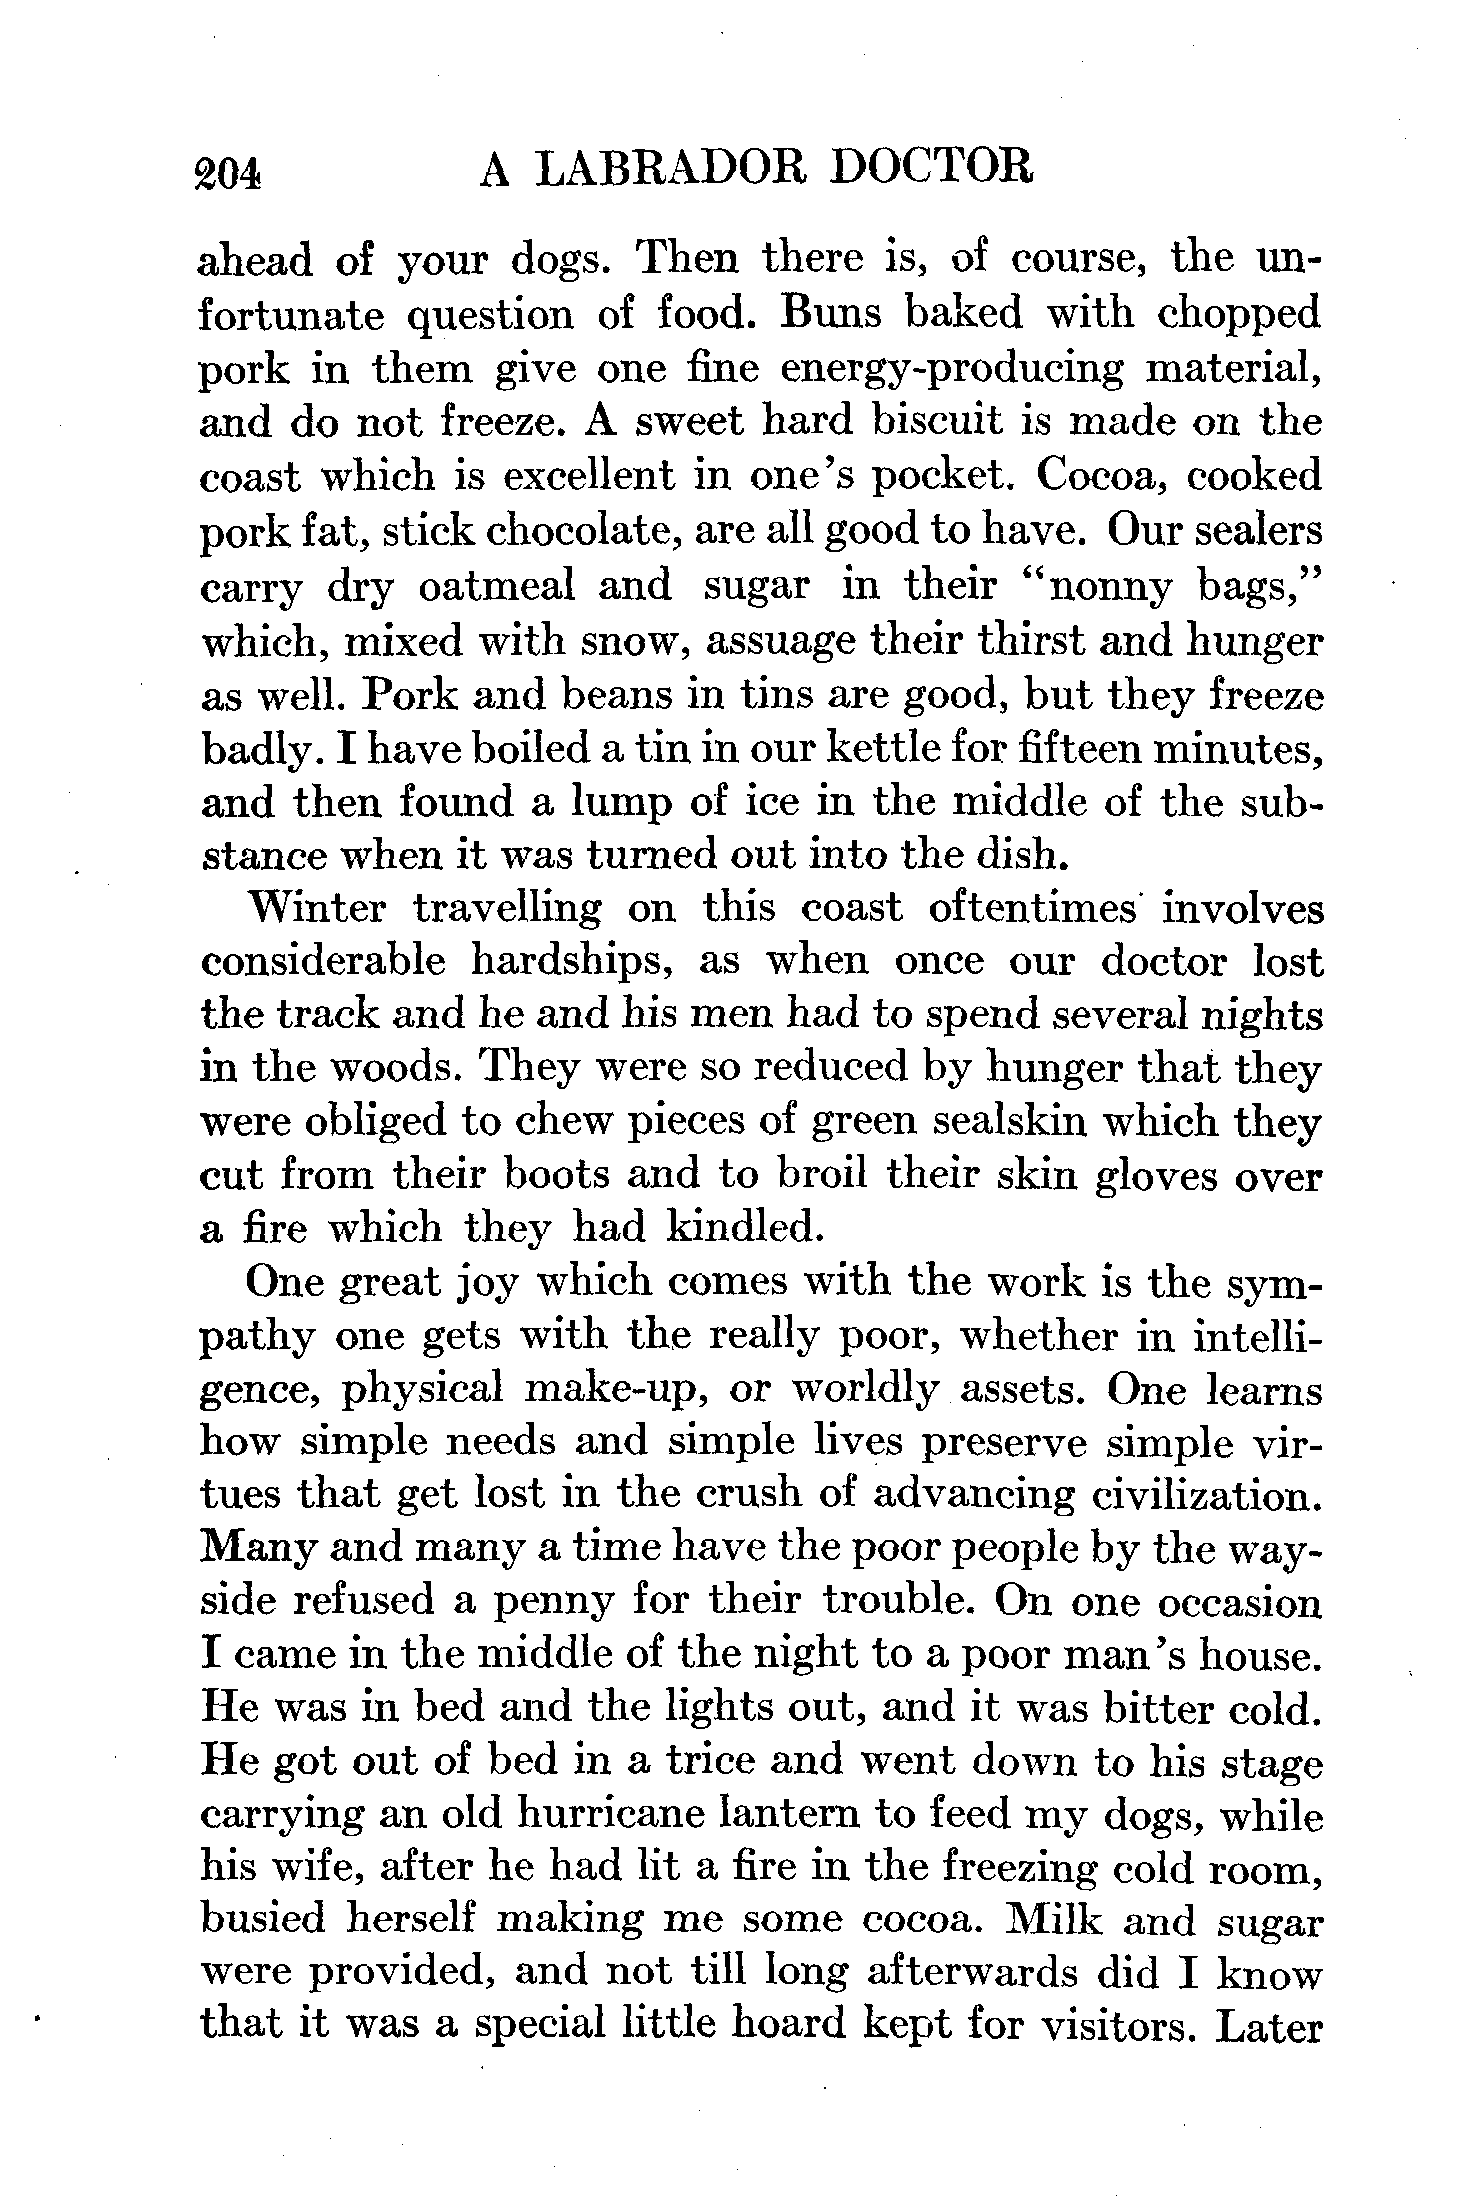 204 A LABRADOR DOCTOR
ahead of your dogs. Then there is, of course, the un-
fortunate question of food. Buns baked with chopped
pork in them give one fine energy-producing material,
and do not freeze. A sweet hard biscuit is made on the
coast which is excellent in one's pocket. Cocoa, cooked
pork fat, stick chocolate, are all good to have. Our sealers
carry dry oatmeal and sugar in their “nonny bags,”
which, mixed with snow, assuage their thirst and hunger
as well. Pork and beans in tins are good, but they freeze
badly. I have boiled a tin in our kettle for fifteen minutes,
and then found a lump of ice in the middle of the sub-
stance when it was turned out into the dish.
Winter travelling on this coast oftentimes involves
considerable hardships, as when once our doctor lost
the track and he and his men had to spend several nights
in the woods. They were so reduced by hunger that they
were obliged to chew pieces of green sealskin which they
cut from their boots and to broil their skin gloves over
a fire which they had kindled.
One great joy which comes with the work is the sym-
pathy one gets with the really poor, whether in intelli-
gence, physical make-up, or worldly assets. One learns
how simple needs and simple lives preserve simple vir-
tues that get lost in the crush of advancing civilization.
Many and many a time have the poor people by the way-
side refused a penny for their trouble. On one occasion
I came in the middle of the night to a poor man's house.
He was in bed and the lights out, and it was bitter cold.
He got out of bed in a trice and went down to his stage
carrying an old hurricane lantern to feed my dogs, while
his wife, after he had lit a fire in the freezing cold room,
busied herself making me some cocoa. Milk and sugar
were provided, and not till long afterwards did I know
that it was a special little hoard kept for visitors. Later